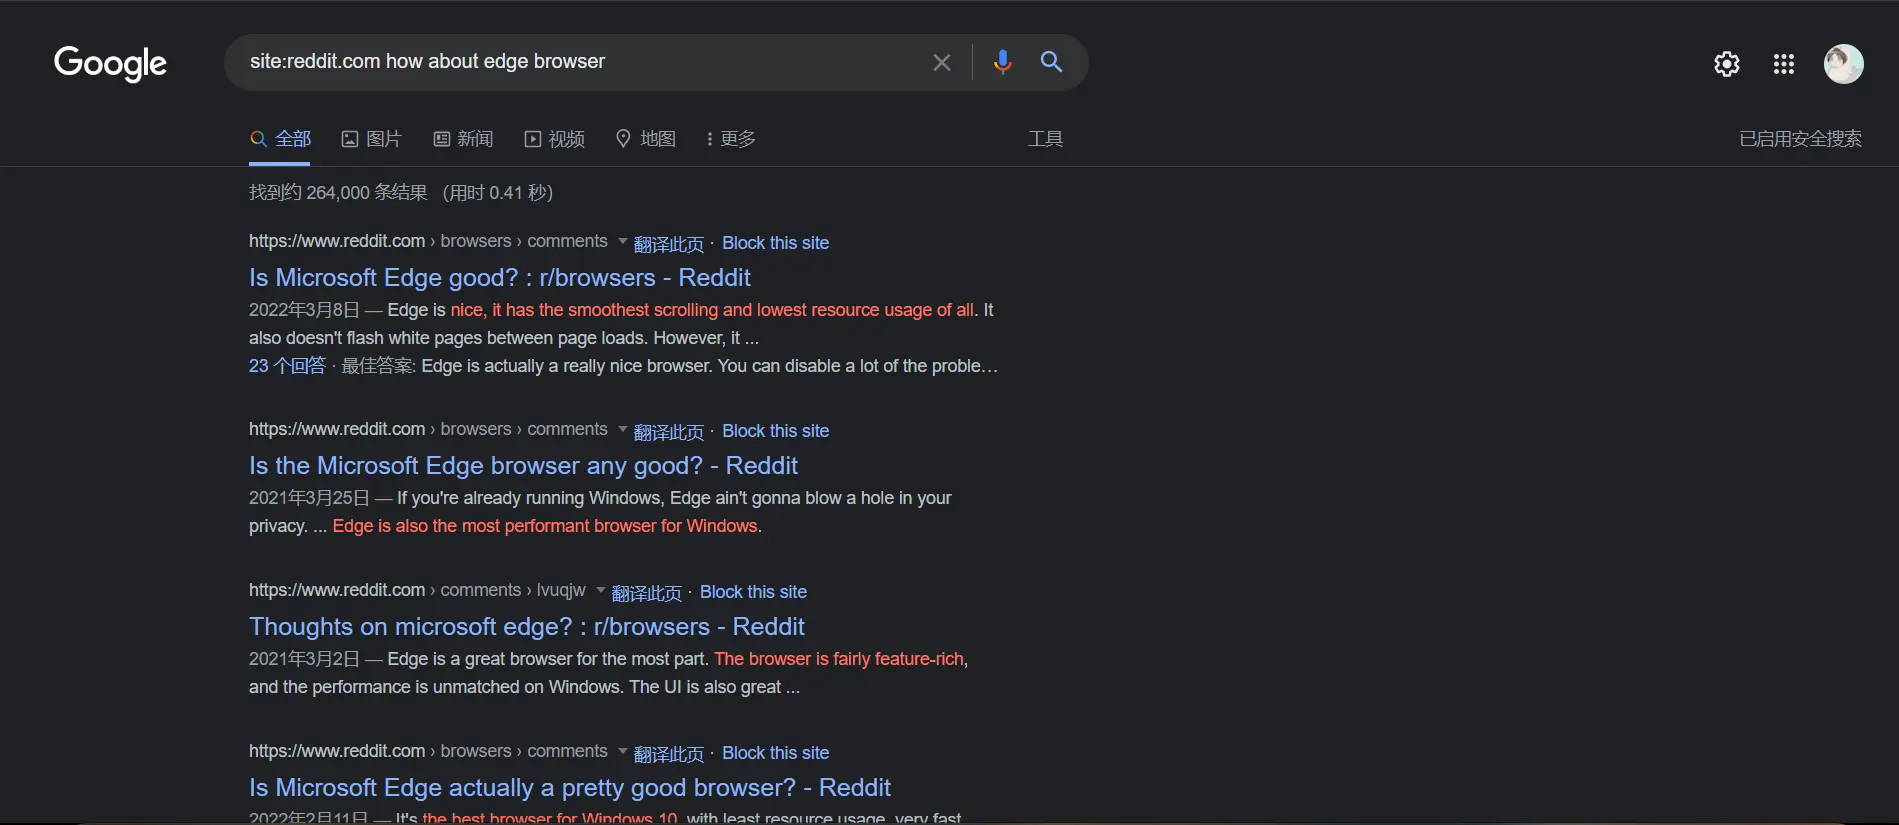 Google
site:reddit.com how about edge browser
全部 图片 新闻 视频 地图 更多 工具 已启用安全搜索
找到约 264,000 条结果 (用时 0.41 秒)
https://www.reddit.com › browsers › comments 翻译此页 · Block this site
Is Microsoft Edge good? : r/browsers - Reddit
2022年3月8日 — Edge is nice, it has the smoothest scrolling and lowest resource usage of all. It
also doesn't flash white pages between page loads. However, it ...
23 个回答 · 最佳答案: Edge is actually a really nice browser. You can disable a lot of the proble…
https://www.reddit.com › browsers › comments 翻译此页 · Block this site
Is the Microsoft Edge browser any good? - Reddit
2021年3月25日 — If you're already running Windows, Edge ain't gonna blow a hole in your
privacy. ... Edge is also the most performant browser for Windows.
https://www.reddit.com › comments › lvuqjw 翻译此页 · Block this site
Thoughts on microsoft edge? : r/browsers - Reddit
2021年3月2日 — Edge is a great browser for the most part. The browser is fairly feature-rich,
and the performance is unmatched on Windows. The UI is also great ...
https://www.reddit.com › browsers › comments 翻译此页 · Block this site
Is Microsoft Edge actually a pretty good browser? - Reddit
2022年2月11日 — It's the best browser for Windows 10, with least resource usage, very fast